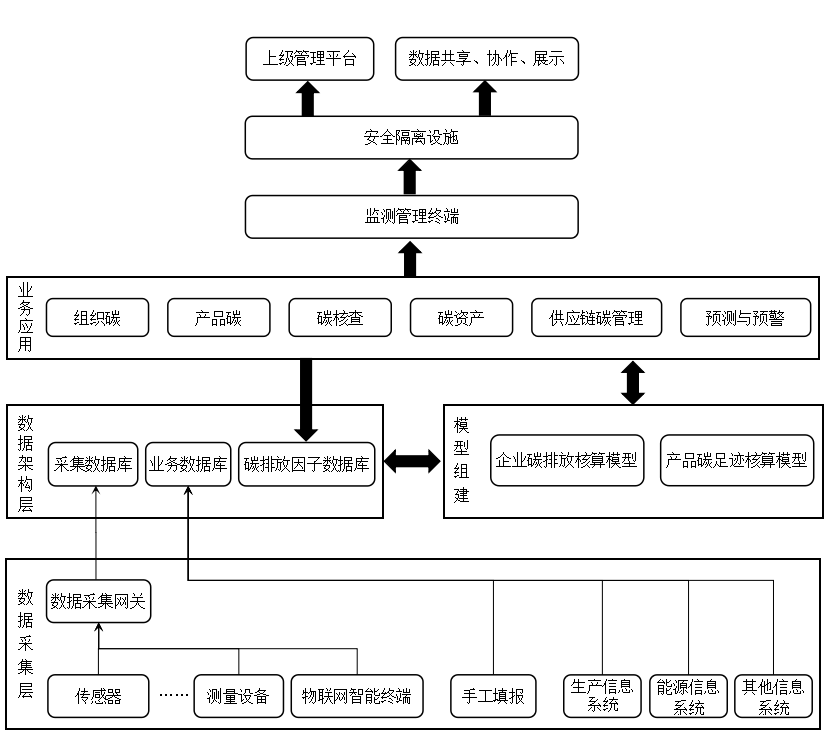 上级管理平台
数据共享、协作、展示
安全隔离设施
监测管理终端
业务应用
组织碳
产品碳
碳核查
碳资产
供应链碳管理
预测与预警
数据架构层
采集数据库
业务数据库
碳排放因子数据库
模型组建
企业碳排放核算模型
产品碳足迹核算模型
数据采集层
数据采集网关
传感器
……
测量设备
物联网智能终端
手工填报
生产信息
系统
能源信息
系统
其他信息
系统